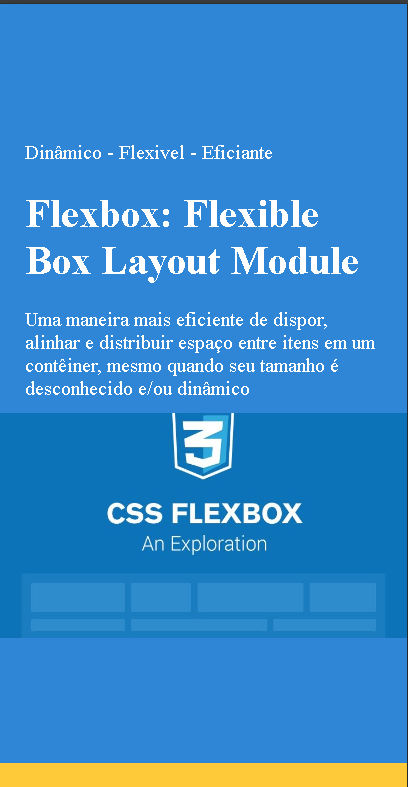 Dinâmico - Flexivel - Eficiante
Flexbox: Flexible
Box Layout Module
Uma maneira mais eficiente de dispor,
alinhar e distribuir espaço entre itens em um
contêiner, mesmo quando seu tamanho é
desconhecido e/ou dinâmico
3
CSS FLEXBOX
An Exploration